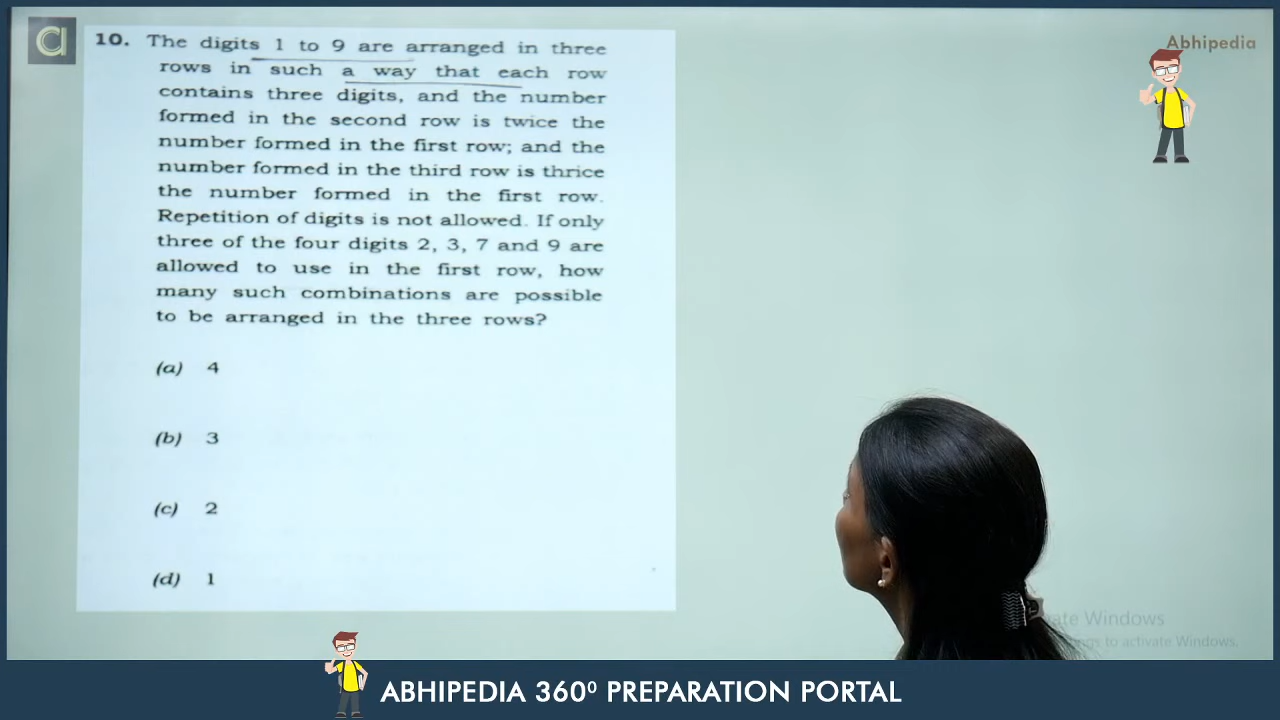 a
Abhipedia
10. The digits 1 to 9 are arranged in three
rows in such a way that each row
contains three digits, and the number
formed in the second row is twice the
number formed in the first row; and the
number formed in the third row is thrice
the number formed in the first row.
Repetition of digits is not allowed. If only
three of the four digits 2, 3, 7 and 9 are
allowed to use in the first row, how
many such combinations are possible
to be arranged in the three rows?
(a) 4
(b) 3
(c) 2
(d) 1
Windows
to activate Windows.
ABHIPEDIA 360⁰ PREPARATION PORTAL